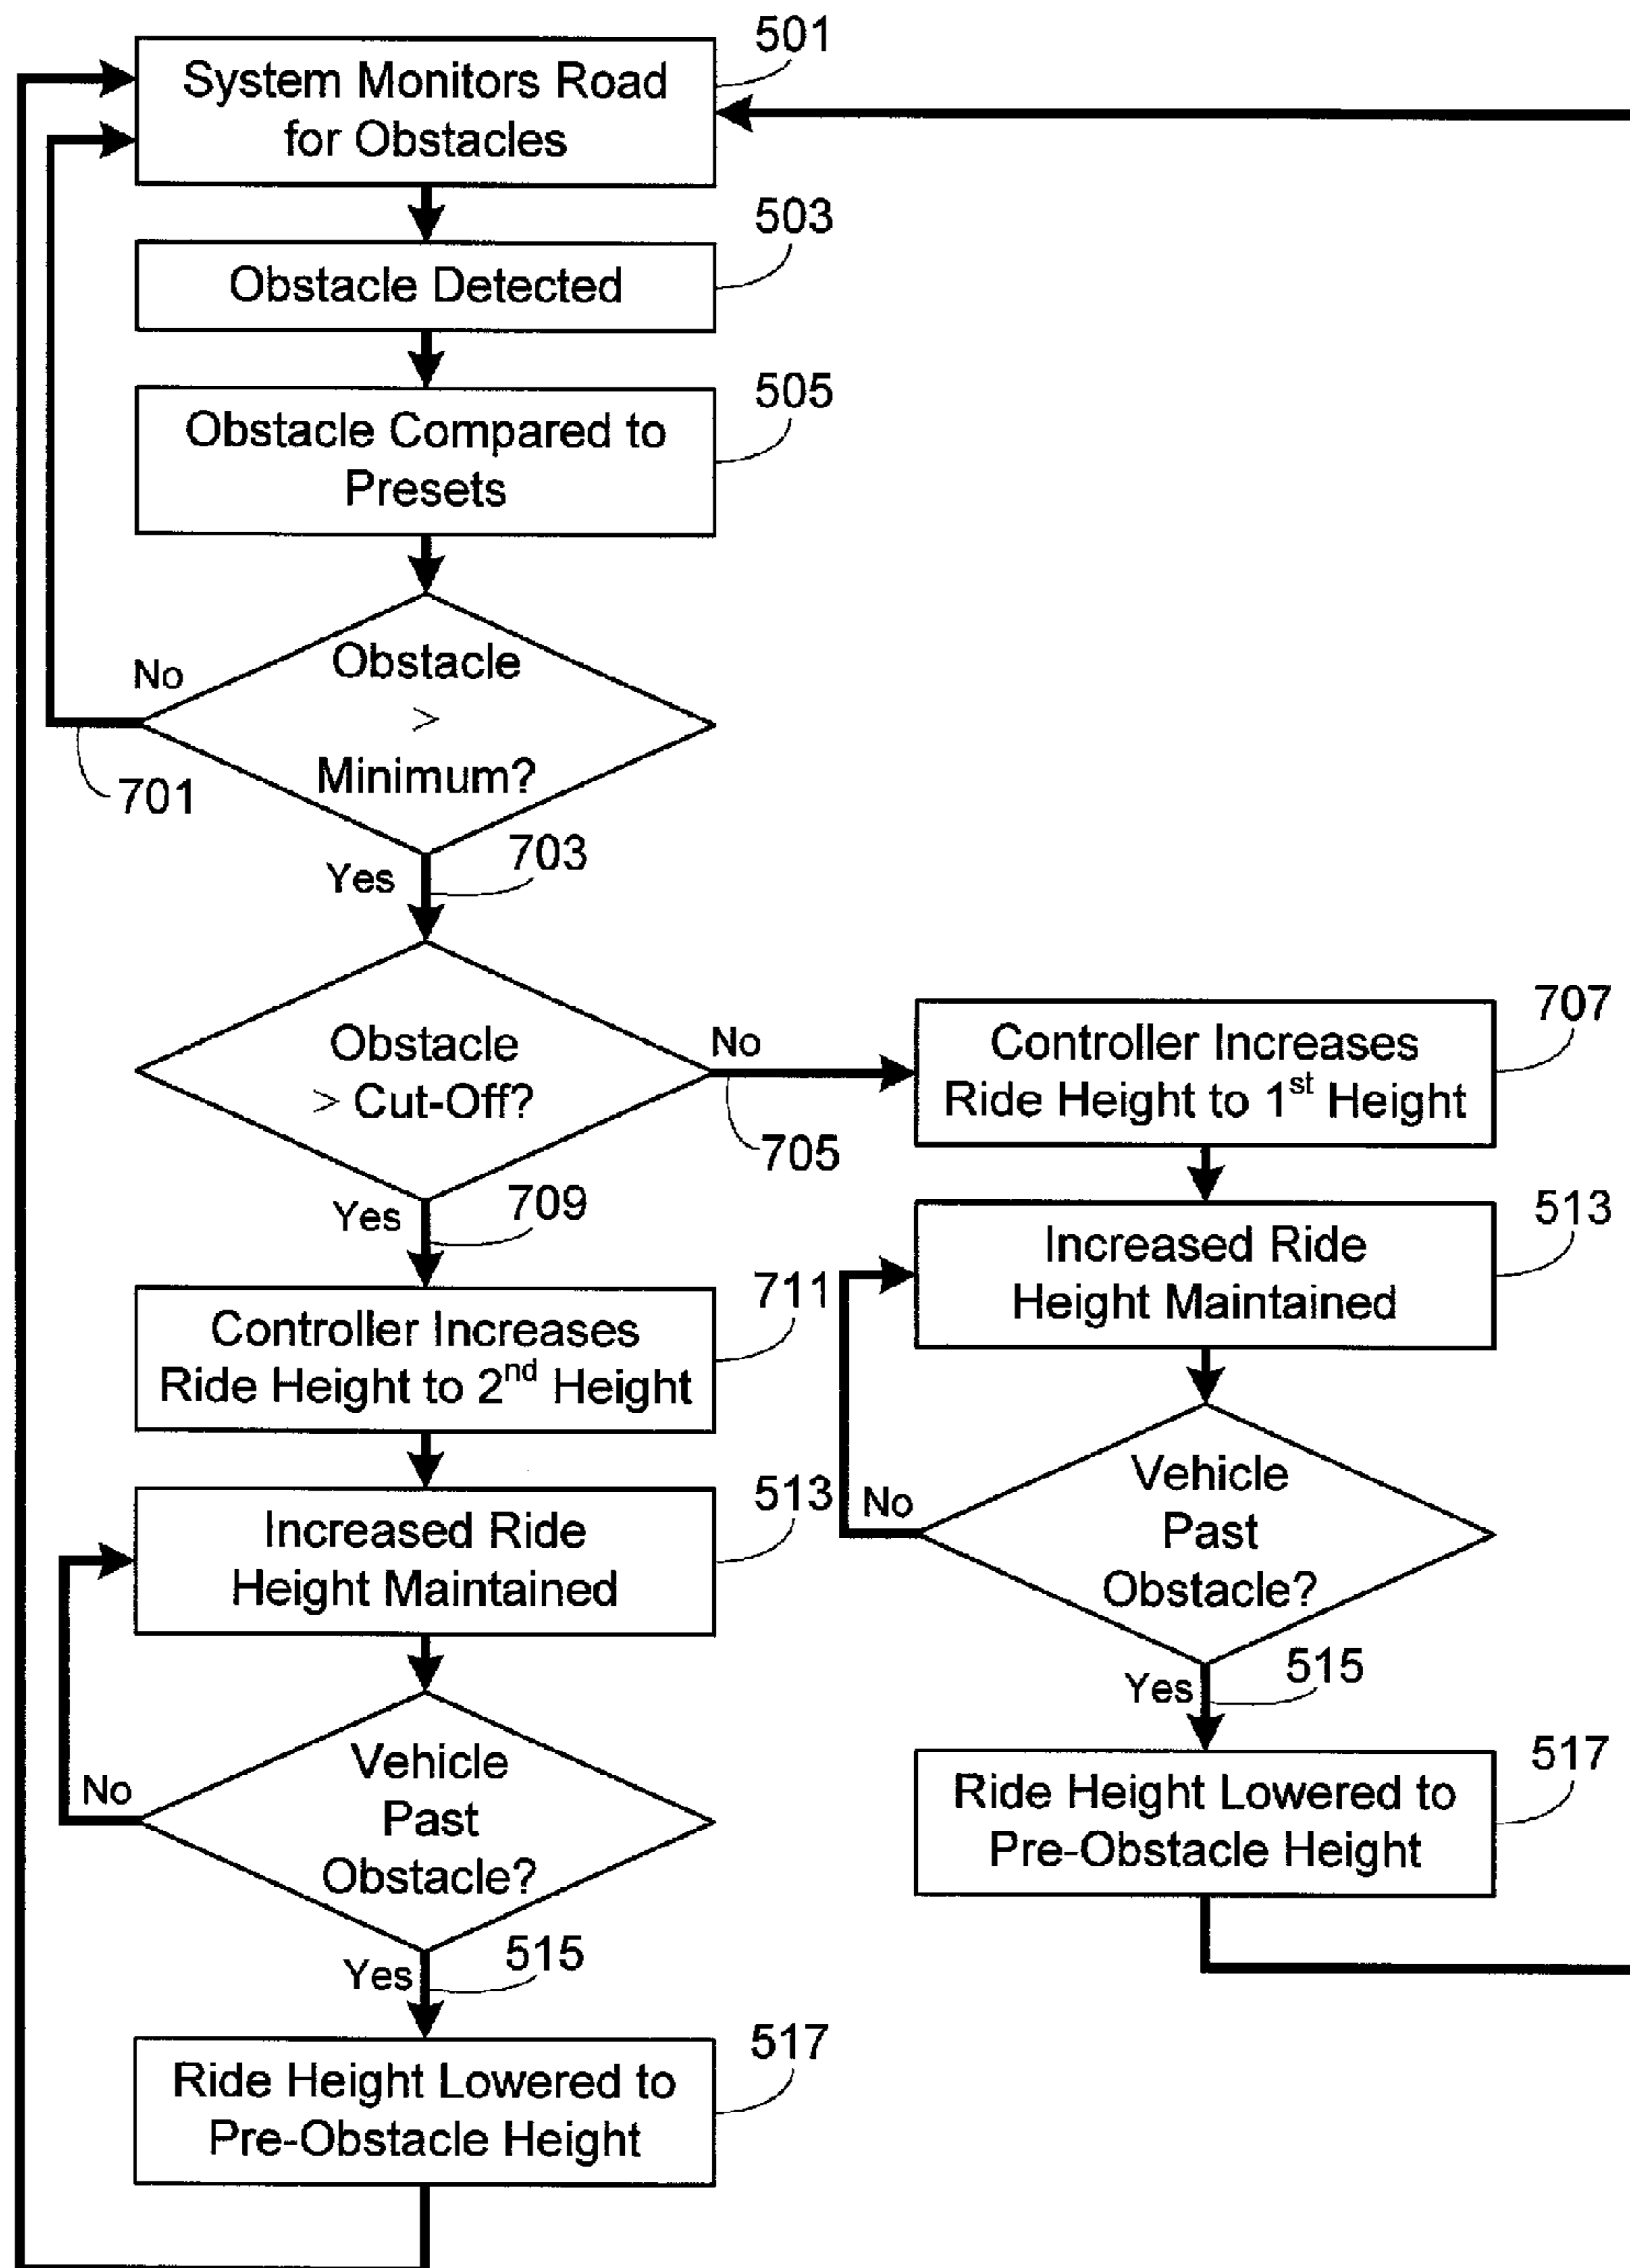 501
System Monitors Road
for Obstacles
503
Obstacle Detected
505
Obstacle Compared to
Presets
Obstacle
>
Minimum?
No
701
Yes
703
Obstacle
> Cut-Off?
No
705
707
Controller Increases
Ride Height to 1st Height
513
Increased Ride
Height Maintained
Vehicle
Past
Obstacle?
No
Yes
515
517
Ride Height Lowered to
Pre-Obstacle Height
Yes
709
711
Controller Increases
Ride Height to 2nd Height
513
Increased Ride
Height Maintained
Vehicle
Past
Obstacle?
No
Yes
515
517
Ride Height Lowered to
Pre-Obstacle Height